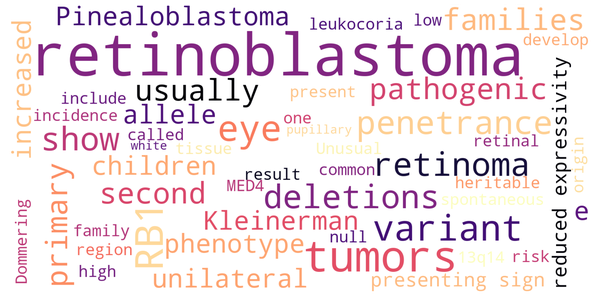 Pinealoblastoma
leukocoria
low
families
develop
retinoblastoma
increased
include
usually
present
pathogenic
incidence
allele
eye
one
pupillary
penetrance
show
called
white
tissue
Unusual
retinal
reduced expressivity
origin
children
result
common
retinoma
primary
second
MED4
deletions
heritable
spontaneous
e
Dommering
RB1
Kleinerman
null
variant
family
region
phenotype
tumors
13q14
risk
high
unilateral
presenting sign